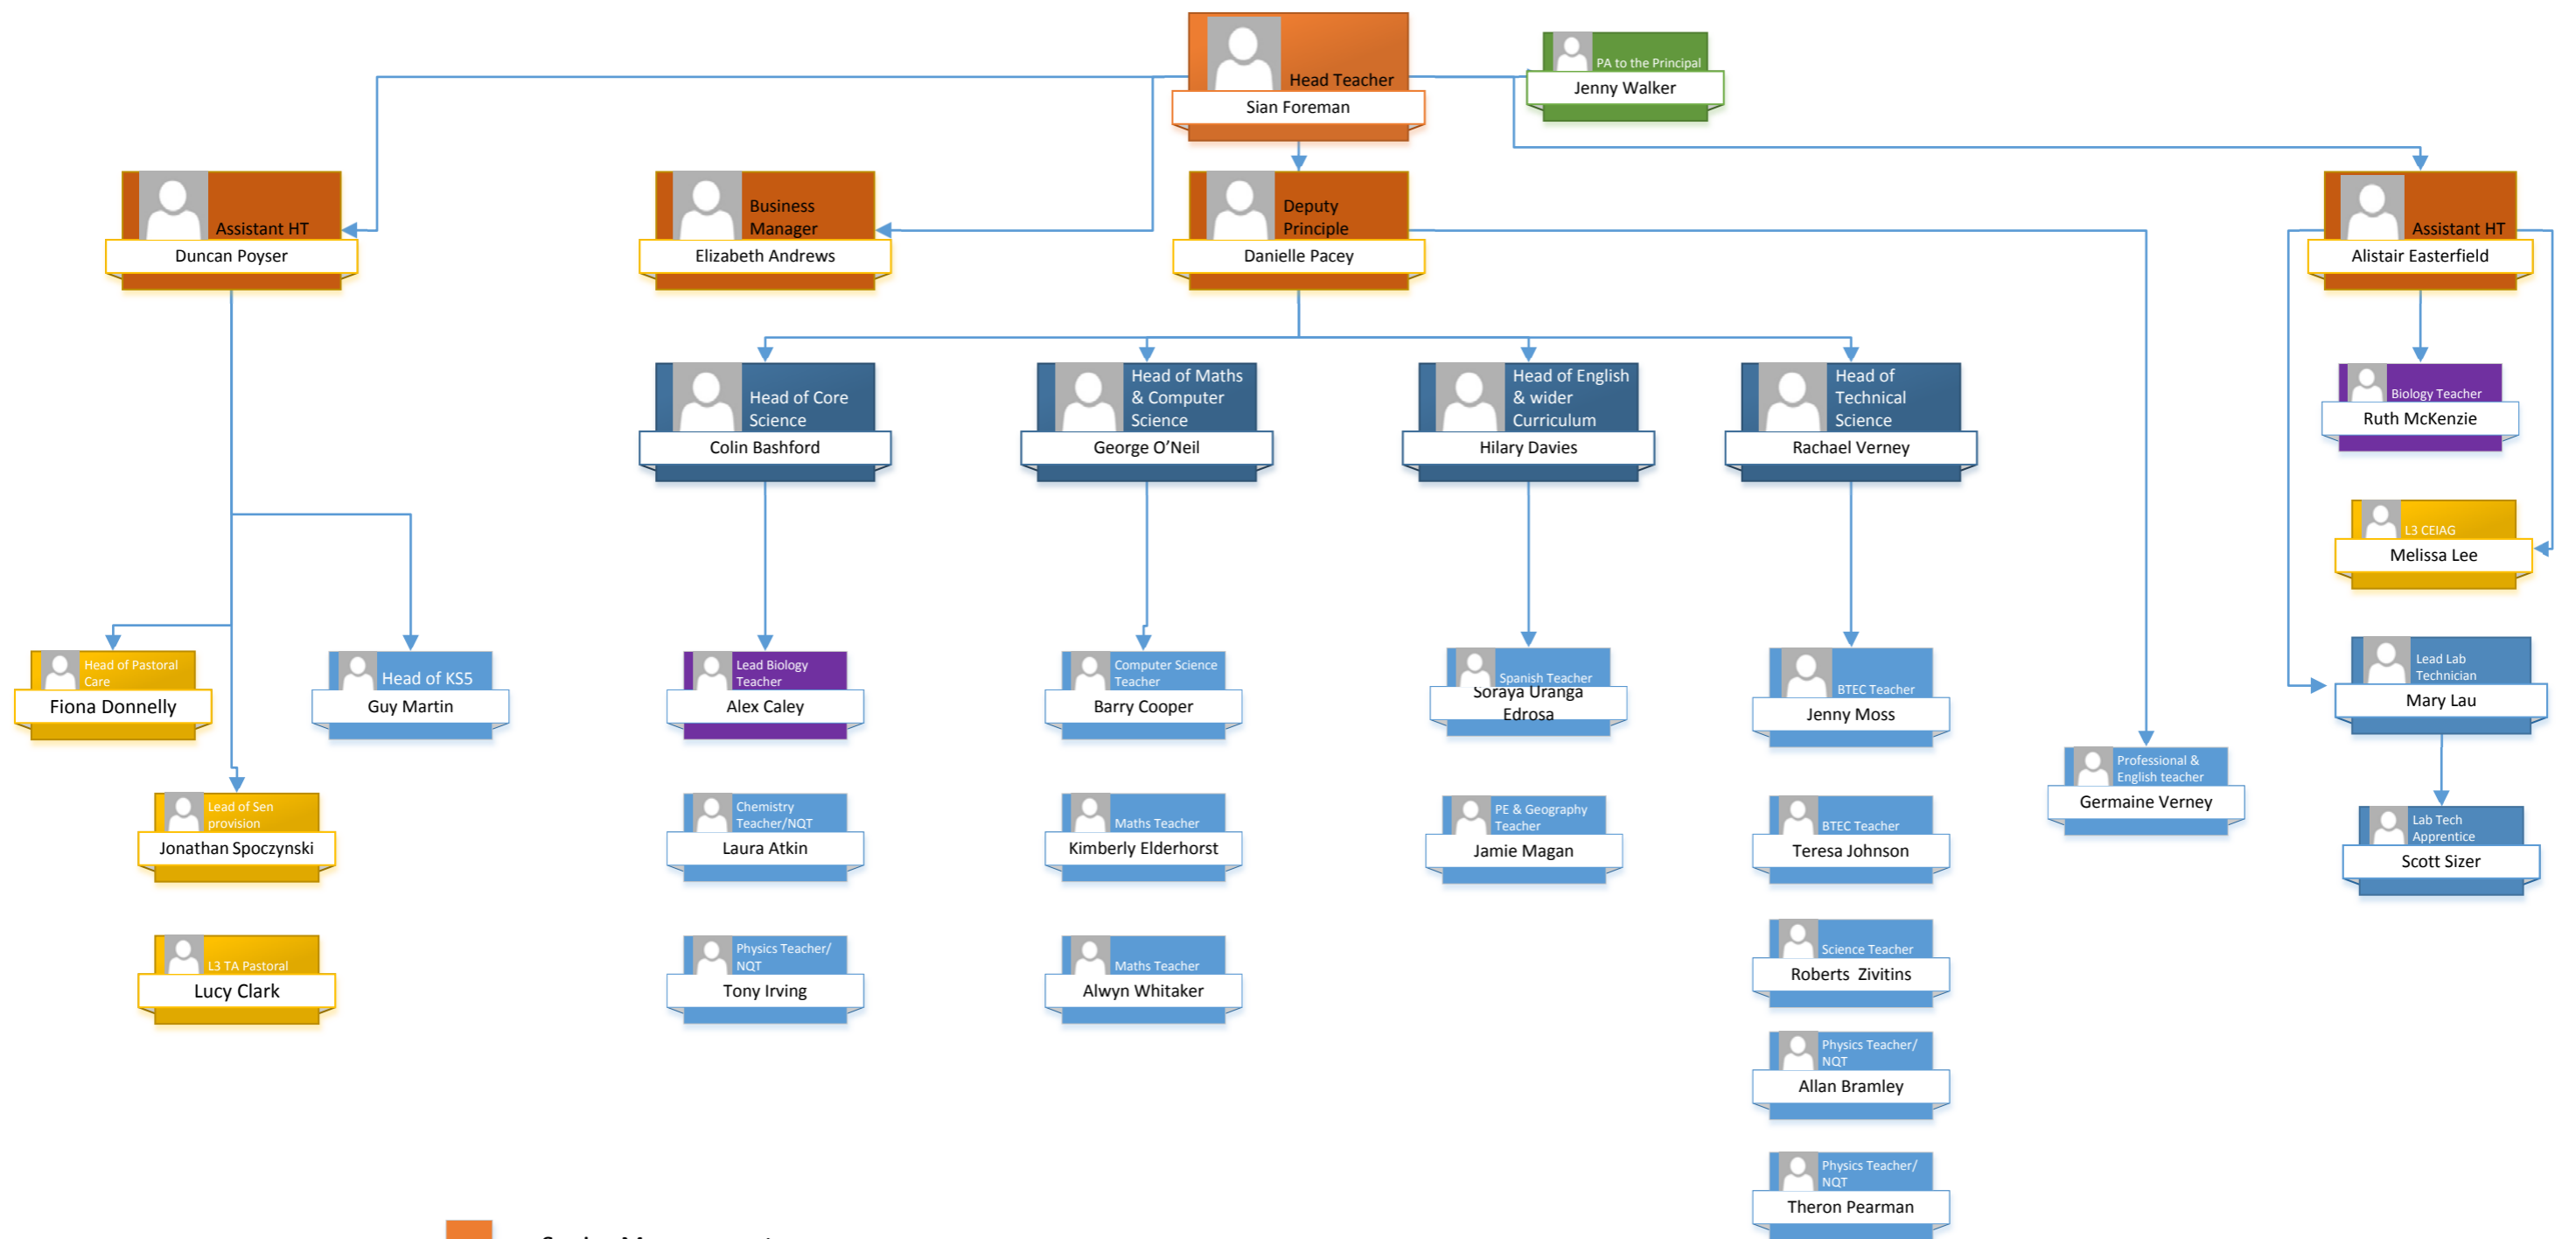 Head Teacher
Sian Foreman
PA to the Principal
Jenny Walker
Assistant HT
Duncan Poyser
Business
Manager
Elizabeth Andrews
Deputy
Principle
Danielle Pacey
Assistant HT
Alistair Easterfield
Head of Core
Science
Colin Bashford
Head of Maths
& Computer
Science
George O’Neil
Head of English
& wider
Curriculum
Hilary Davies
Head of
Technical
Science
Rachael Verney
Biology Teacher
Ruth McKenzie
L3 CEIAG
Melissa Lee
Head of Pastoral
Care
Fiona Donnelly
Head of KS5
Guy Martin
Lead Biology
Teacher
Alex Caley
Computer Science
Teacher
Barry Cooper
Spanish Teacher
Soraya Uranga
Edrosa
BTEC Teacher
Jenny Moss
Lead Lab
Technician
Mary Lau
Professional &
English teacher
Germaine Verney
Lead of Sen
provision
Jonathan Spoczynski
Chemistry
Teacher/NQT
Laura Atkin
Maths Teacher
Kimberly Elderhorst
PE & Geography
Teacher
Jamie Magan
BTEC Teacher
Teresa Johnson
Lab Tech
Apprentice
Scott Sizer
L3 TA Pastoral
Lucy Clark
Physics Teacher/
NQT
Tony Irving
Maths Teacher
Alwyn Whitaker
Science Teacher
Roberts Zivitins
Physics Teacher/
NQT
Allan Bramley
Physics Teacher/
NQT
Theron Pearman